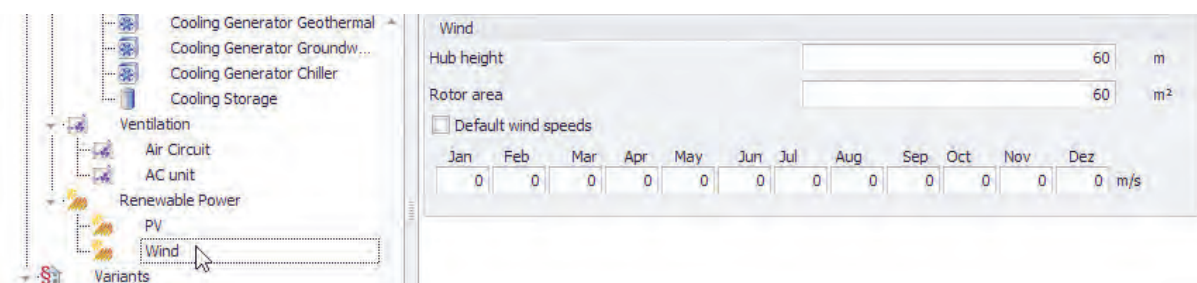 Cooling Generator Geothermal
Cooling Generator Groundw...
Cooling Generator Chiller
Cooling Storage
Ventilation
Air Circuit
AC unit
Renewable Power
PV
Wind
Variants
Wind
Hub height 60 m
Rotor area 60 m²
Default wind speeds
Jan Feb Mar Apr May Jun Jul Aug Sep Oct Nov Dez
0 0 0 0 0 0 0 0 0 0 0 0 m/s